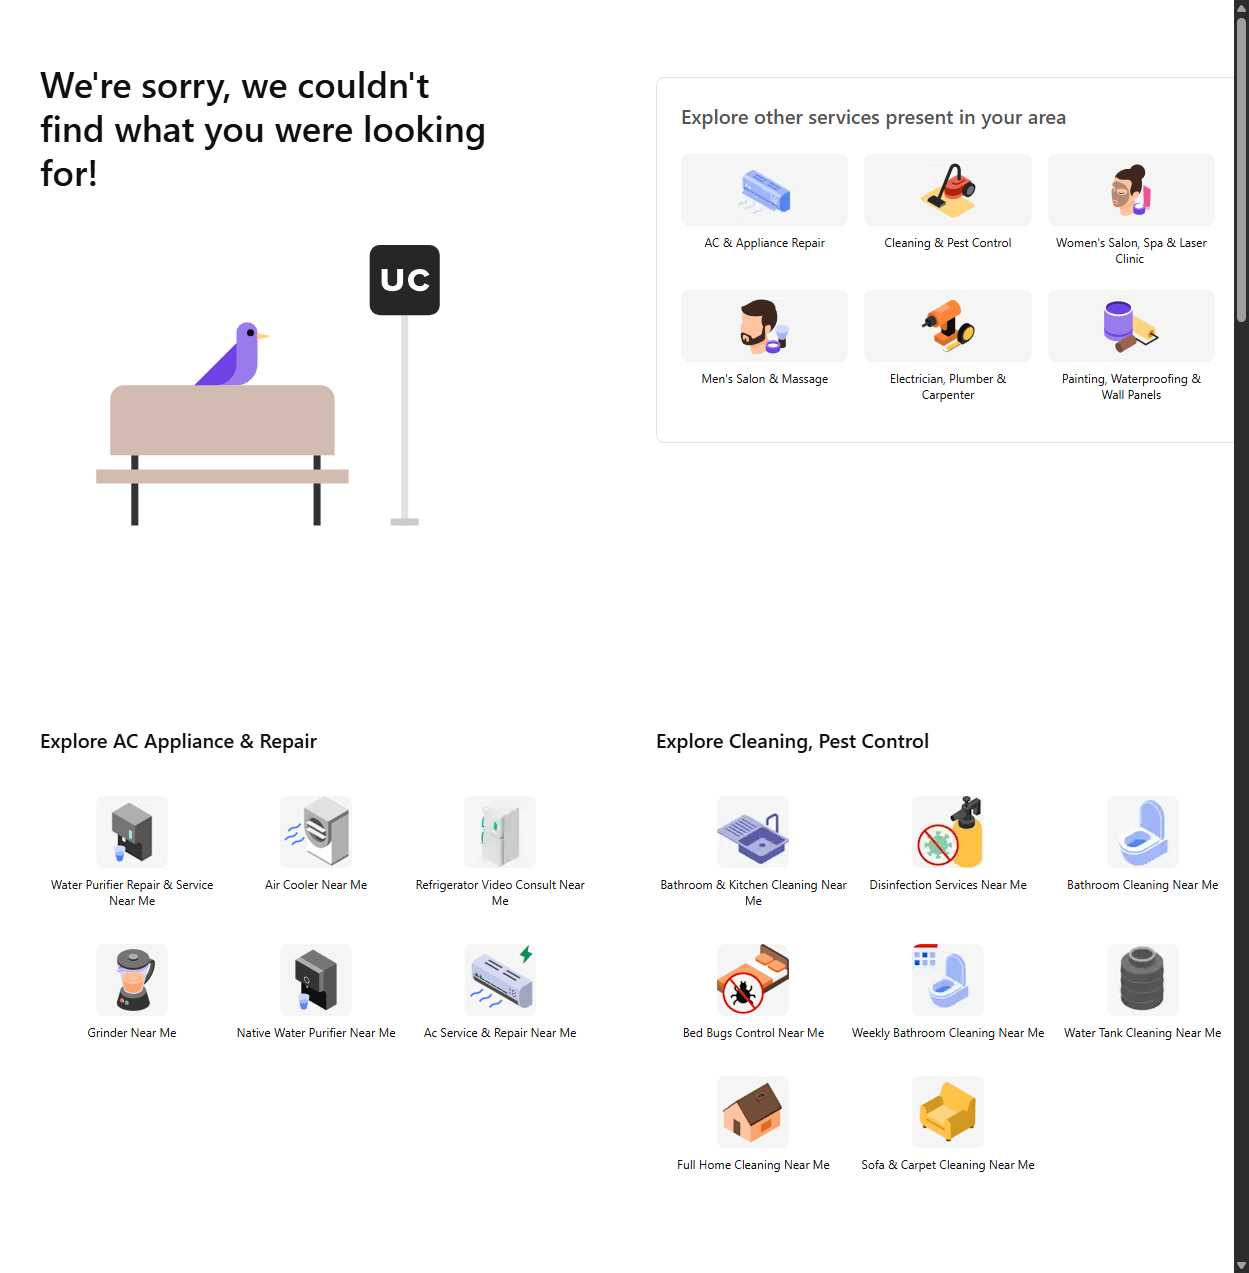 We're sorry, we couldn't
find what you were looking
for!
UC
Explore other services present in your area
AC & Appliance Repair
Cleaning & Pest Control
Women's Salon, Spa & Laser
Clinic
Men's Salon & Massage
Electrician, Plumber &
Carpenter
Painting, Waterproofing &
Wall Panels
Explore AC Appliance & Repair
Water Purifier Repair & Service
Near Me
Air Cooler Near Me
Refrigerator Video Consult Near
Me
Grinder Near Me
Native Water Purifier Near Me
Ac Service & Repair Near Me
Explore Cleaning, Pest Control
Bathroom & Kitchen Cleaning Near
Me
Disinfection Services Near Me
Bathroom Cleaning Near Me
Bed Bugs Control Near Me
Weekly Bathroom Cleaning Near Me
Water Tank Cleaning Near Me
Full Home Cleaning Near Me
Sofa & Carpet Cleaning Near Me